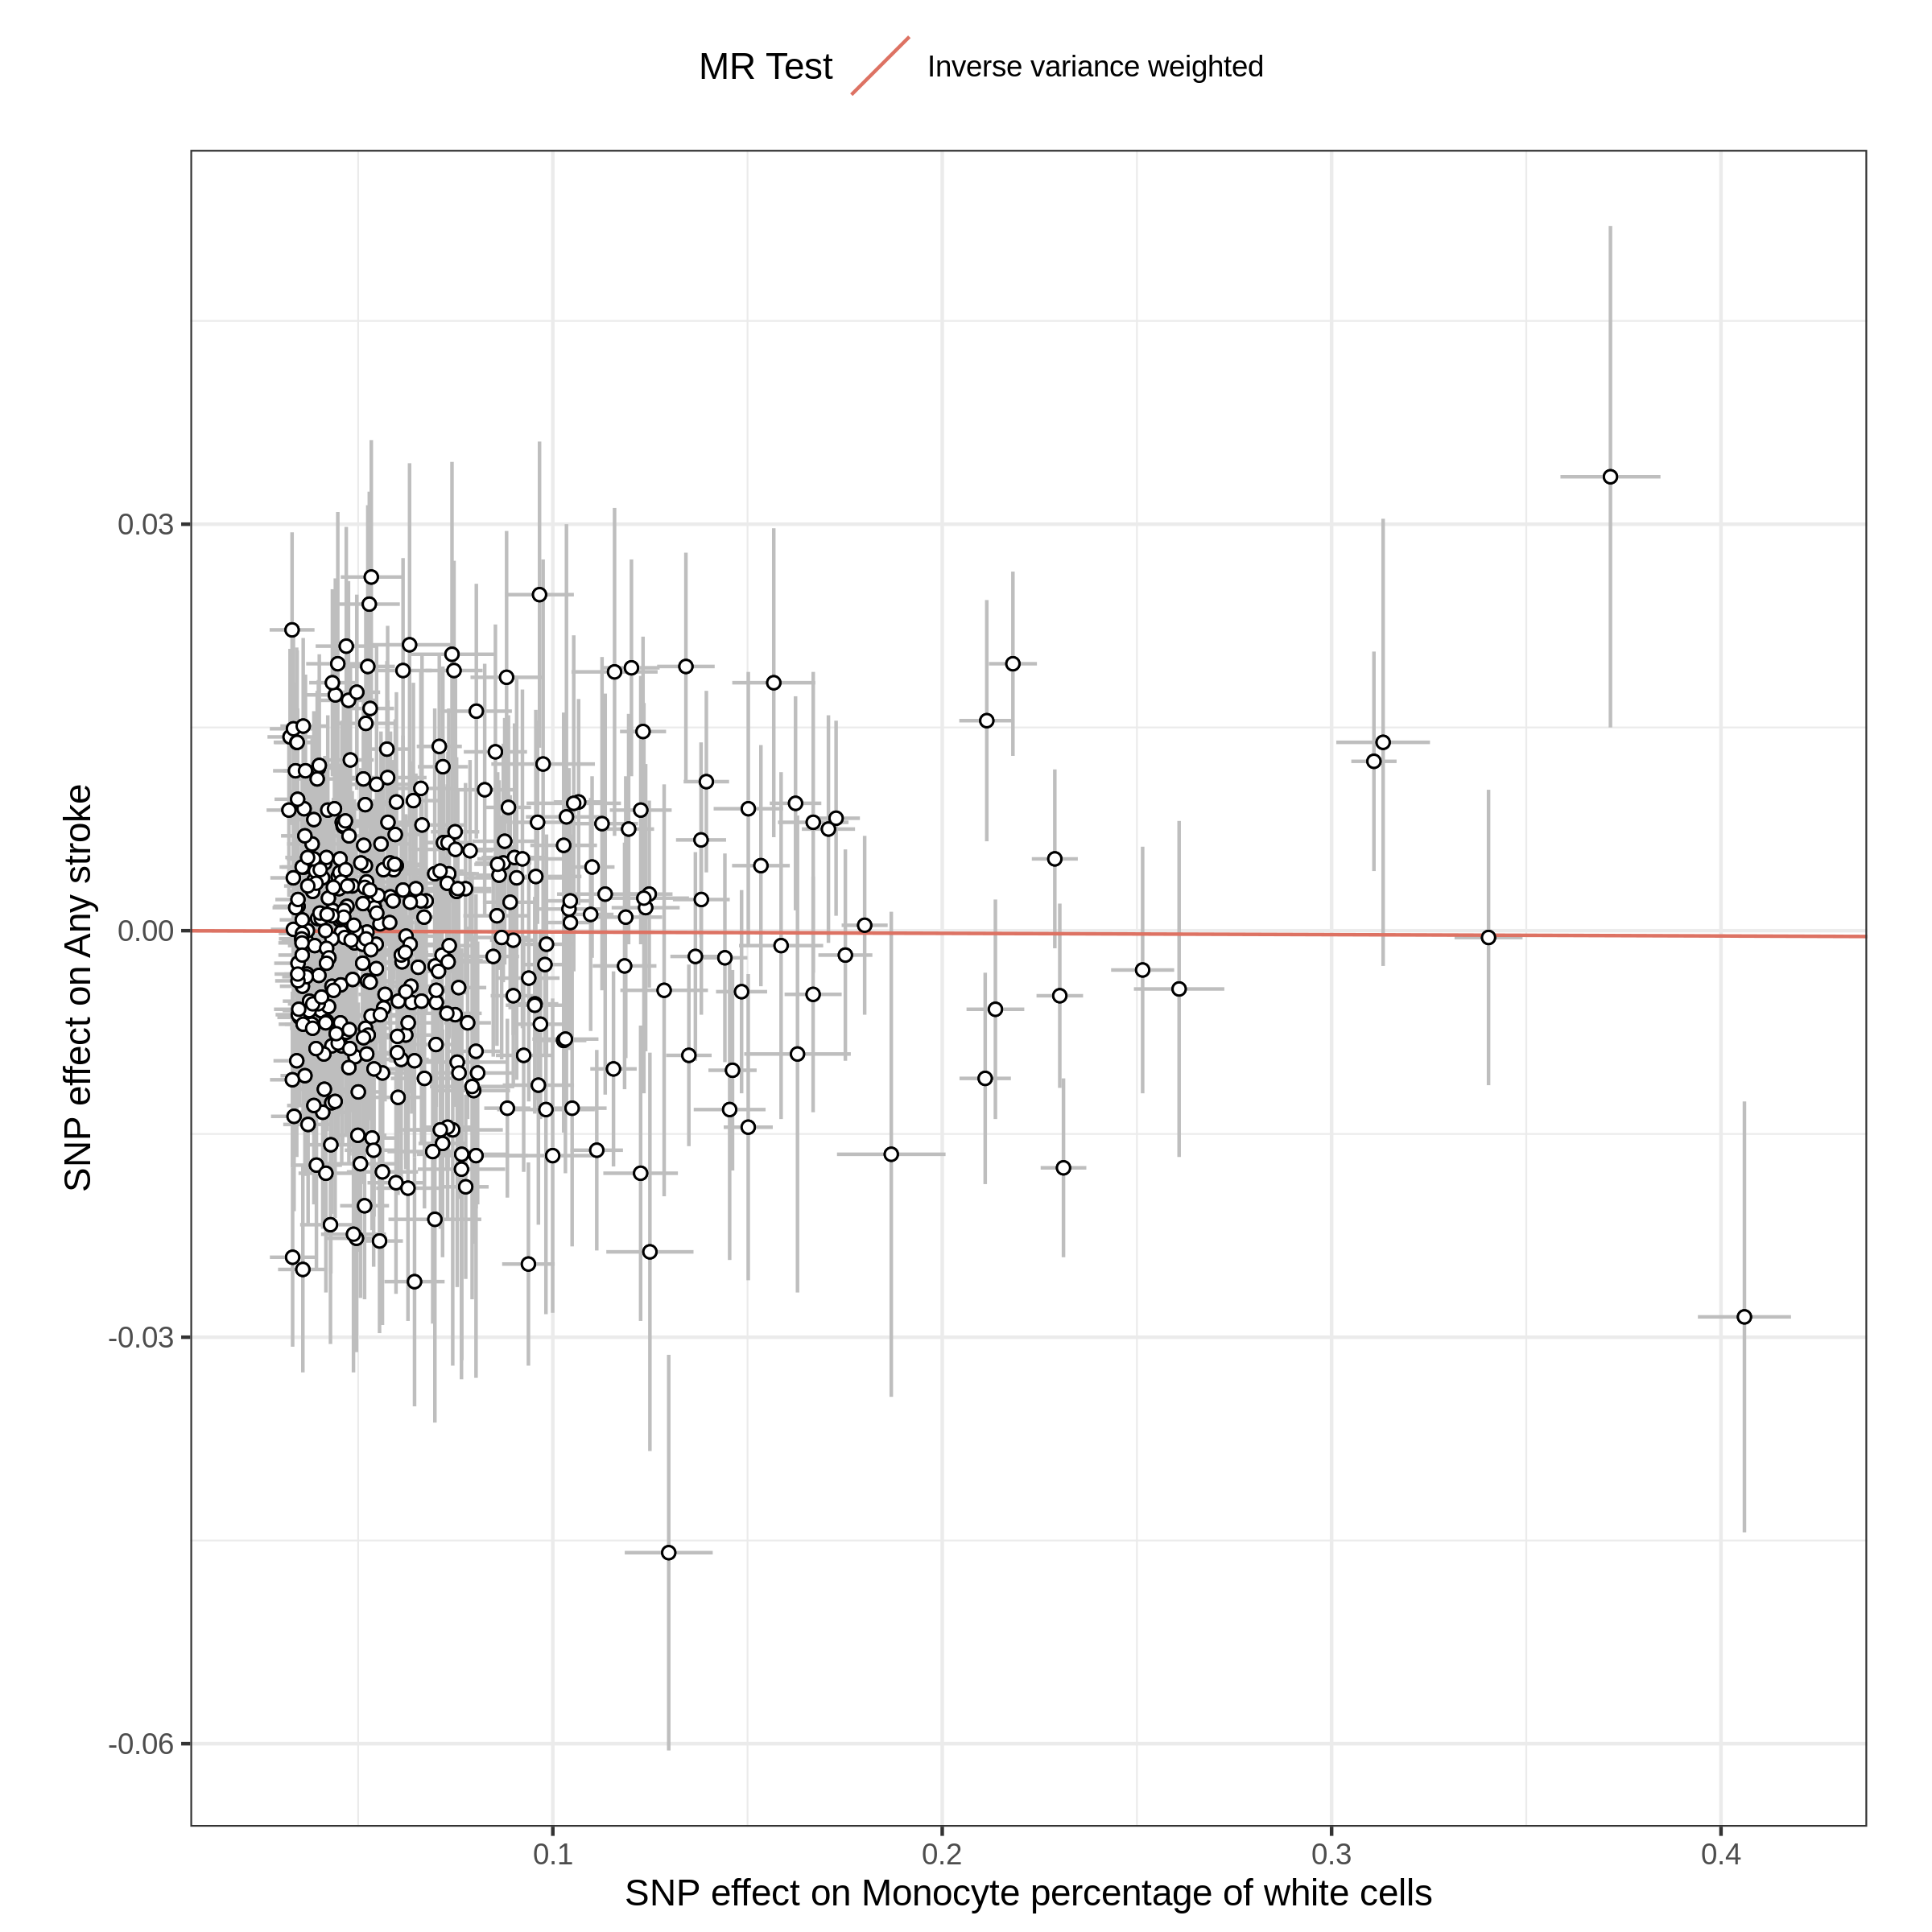 MR Test Inverse variance weighted
SNP effect on Any stroke
0.03
0.00
-0.03
-0.06
0.1 0.2 0.3 0.4
SNP effect on Monocyte percentage of white cells